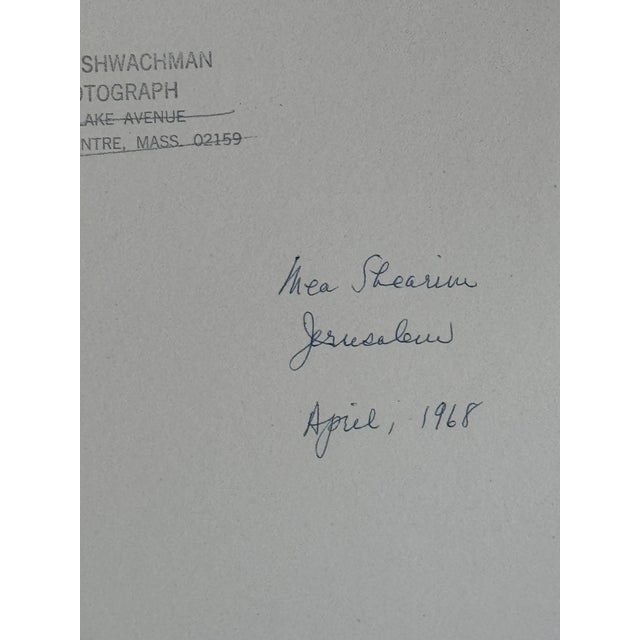 SHWACHMAN
OTOGRAPH
LAKE AVENUE
NTRE, MASS. 02159
Mea Shearim
Jerusalem
April, 1968